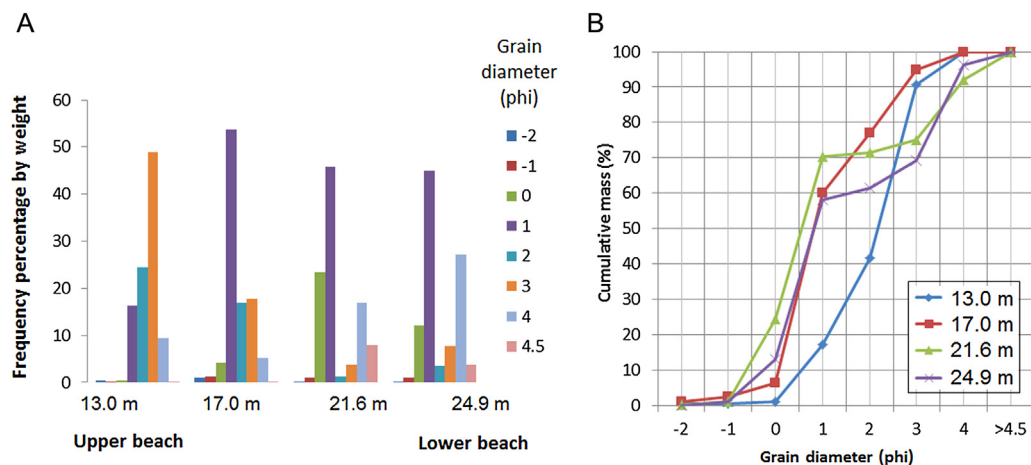 A
Frequency percentage by weight
60
50
40
30
20
10
0
13.0 m 17.0 m 21.6 m 24.9 m
Upper beach Lower beach
Grain
diameter
(phi)
-2
-1
0
1
2
3
4
4.5
B
Cumulative mass (%)
100
90
80
70
60
50
40
30
20
10
0
-2 -1 0 1 2 3 4 >4.5
Grain diameter (phi)
13.0 m
17.0 m
21.6 m
24.9 m